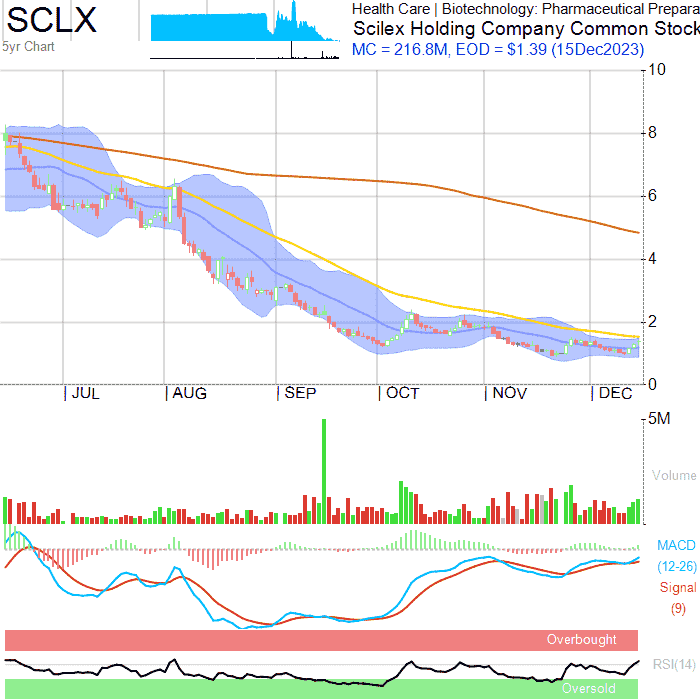 SCLX
5yr Chart
Health Care | Biotechnology: Pharmaceutical Prepara
Scilex Holding Company Common Stock
MC = 216.8M, EOD = $1.39 (15Dec2023)
10
8
6
4
2
0
JUL AUG SEP OCT NOV DEC
5M
Volume
MACD
(12-26)
Signal
(9)
Overbought
RSI(14)
Oversold